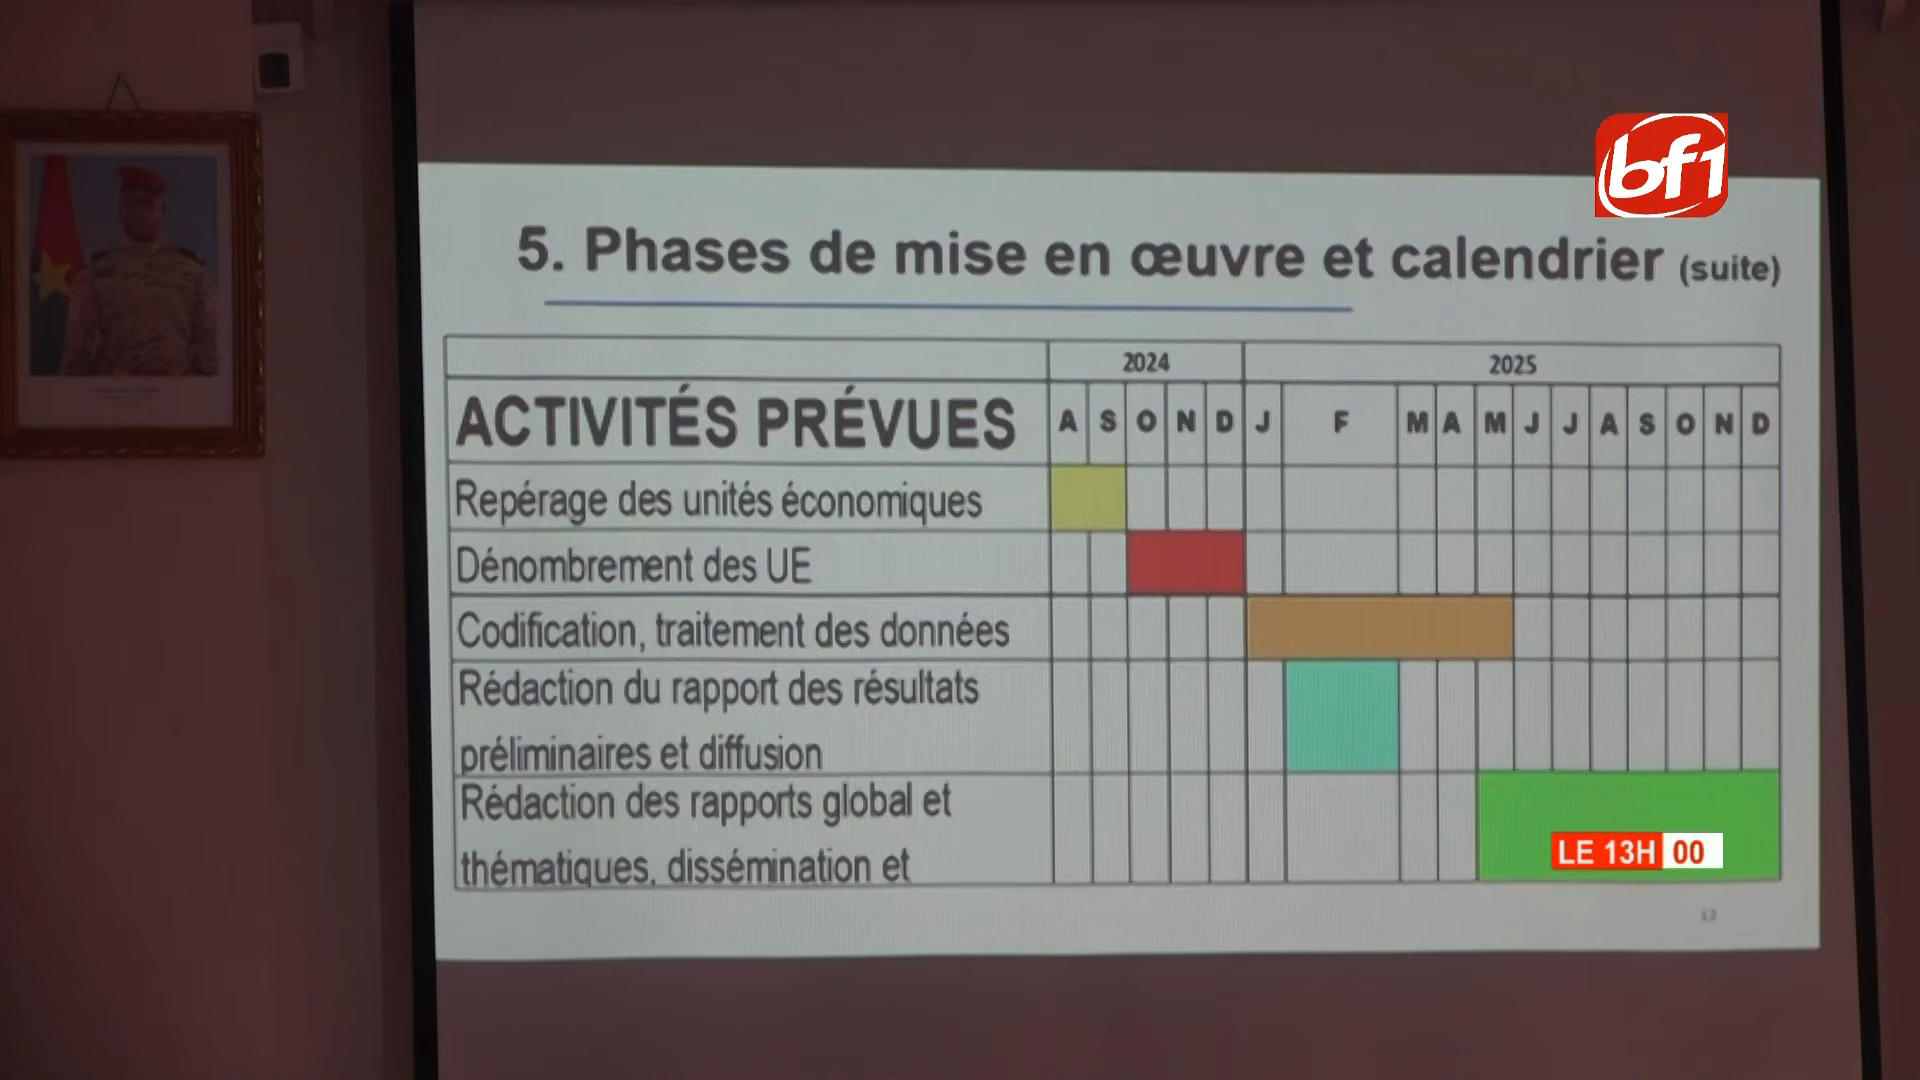 bf1
5. Phases de mise en œuvre et calendrier (suite)
2024 2025
ACTIVITÉS PRÉVUES A S O N D J F M A M J J A S O N D
Repérage des unités économiques
Dénombrement des UE
Codification, traitement des données
Rédaction du rapport des résultats
préliminaires et diffusion
Rédaction des rapports global et
thématiques, dissémination et
LE 13H 00
12